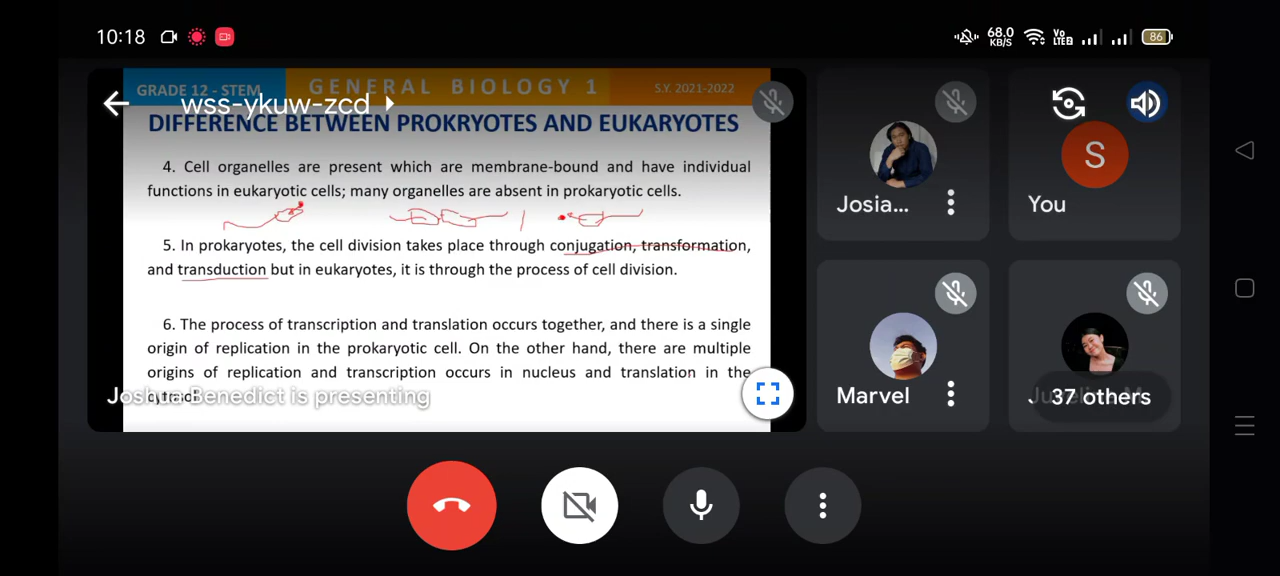 10:18
68.0 KB/S
Vo LTE2
86
GRADE 12 - STEM
GENERAL BIOLOGY 1
S.Y. 2021-2022
wss-ykuw-zcd
DIFFERENCE BETWEEN PROKRYOTES AND EUKARYOTES
4. Cell organelles are present which are membrane-bound and have individual
functions in eukaryotic cells; many organelles are absent in prokaryotic cells.
5. In prokaryotes, the cell division takes place through conjugation, transformation,
and transduction but in eukaryotes, it is through the process of cell division.
6. The process of transcription and translation occurs together, and there is a single
origin of replication in the prokaryotic cell. On the other hand, there are multiple
origins of replication and transcription occurs in nucleus and translation in the
cytosol
Joshua Benedict is presenting
Josia...
S
You
Marvel
37 others